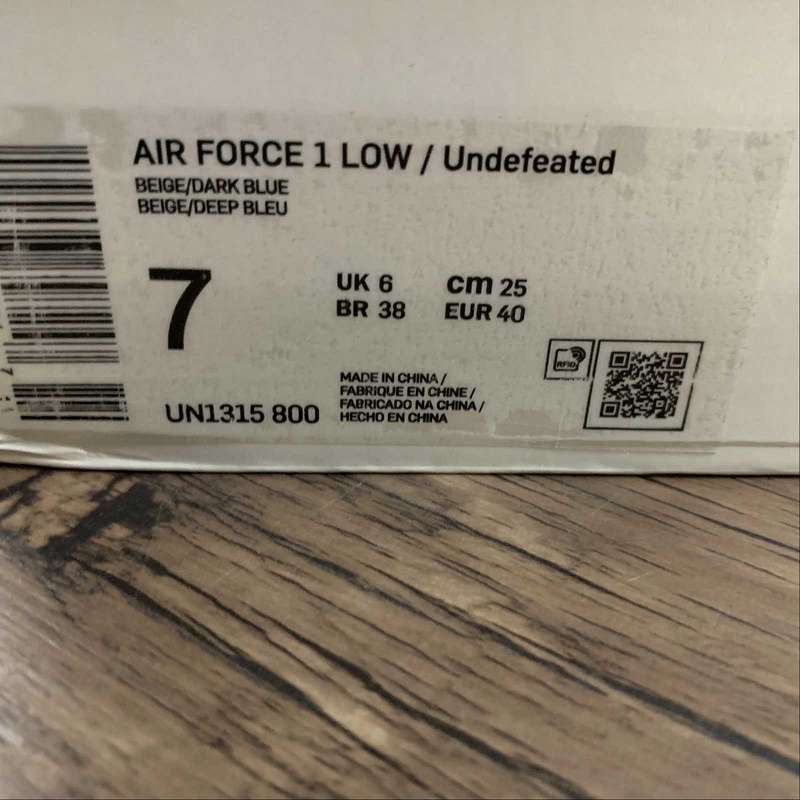 AIR FORCE 1 LOW / Undefeated
BEIGE/DARK BLUE
BEIGE/DEEP BLEU
7
UK 6 cm 25
BR 38 EUR 40
RFID
MADE IN CHINA /
FABRIQUE EN CHINE /
FABRICADO NA CHINA /
HECHO EN CHINA
UN1315 800